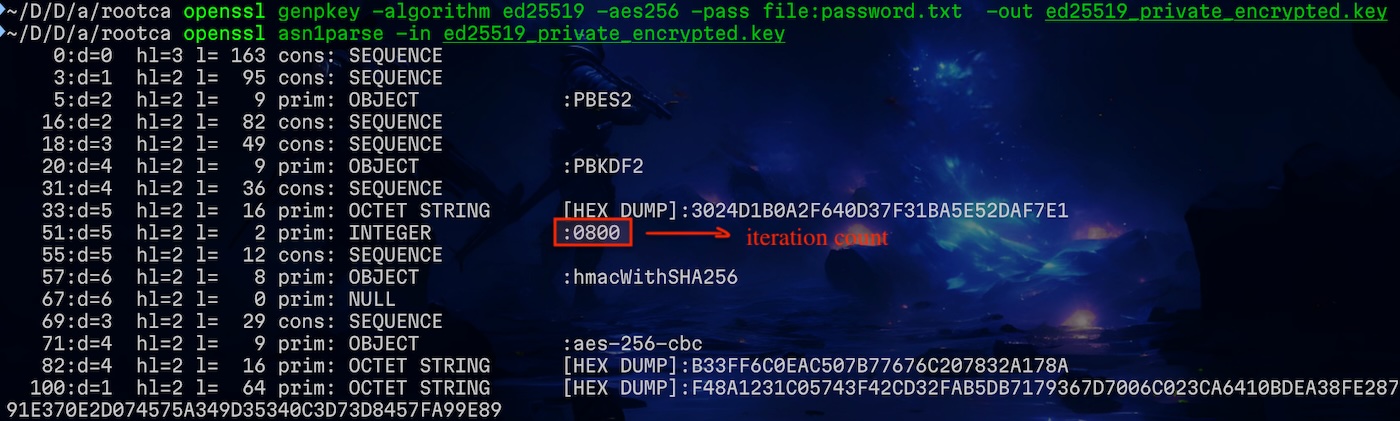 ~/D/D/a/rootca openssl genpkey -algorithm ed25519 -aes256 -pass file:password.txt  -out ed25519_private_encrypted.key
~/D/D/a/rootca openssl asn1parse -in ed25519_private_encrypted.key
    0:d=0  hl=3 l= 163 cons: SEQUENCE
    3:d=1  hl=2 l=  95 cons: SEQUENCE
    5:d=2  hl=2 l=   9 prim: OBJECT            :PBES2
   16:d=2  hl=2 l=  82 cons: SEQUENCE
   18:d=3  hl=2 l=  49 cons: SEQUENCE
   20:d=4  hl=2 l=   9 prim: OBJECT            :PBKDF2
   31:d=4  hl=2 l=  36 cons: SEQUENCE
   33:d=5  hl=2 l=  16 prim: OCTET STRING      [HEX DUMP]:3024D1B0A2F640D37F31BA5E52DAF7E1
   51:d=5  hl=2 l=   2 prim: INTEGER           :0800 iteration count
   55:d=5  hl=2 l=  12 cons: SEQUENCE
   57:d=6  hl=2 l=   8 prim: OBJECT            :hmacWithSHA256
   67:d=6  hl=2 l=   0 prim: NULL
   69:d=3  hl=2 l=  29 cons: SEQUENCE
   71:d=4  hl=2 l=   9 prim: OBJECT            :aes-256-cbc
   82:d=4  hl=2 l=  16 prim: OCTET STRING      [HEX DUMP]:B33FF6C0EAC507B77676C207832A178A
  100:d=1  hl=2 l=  64 prim: OCTET STRING      [HEX DUMP]:F48A1231C05743F42CD32FAB5DB7179367D7006C023CA6410BDEA38FE287
91E370E2D074575A349D35340C3D73D8457FA99E89